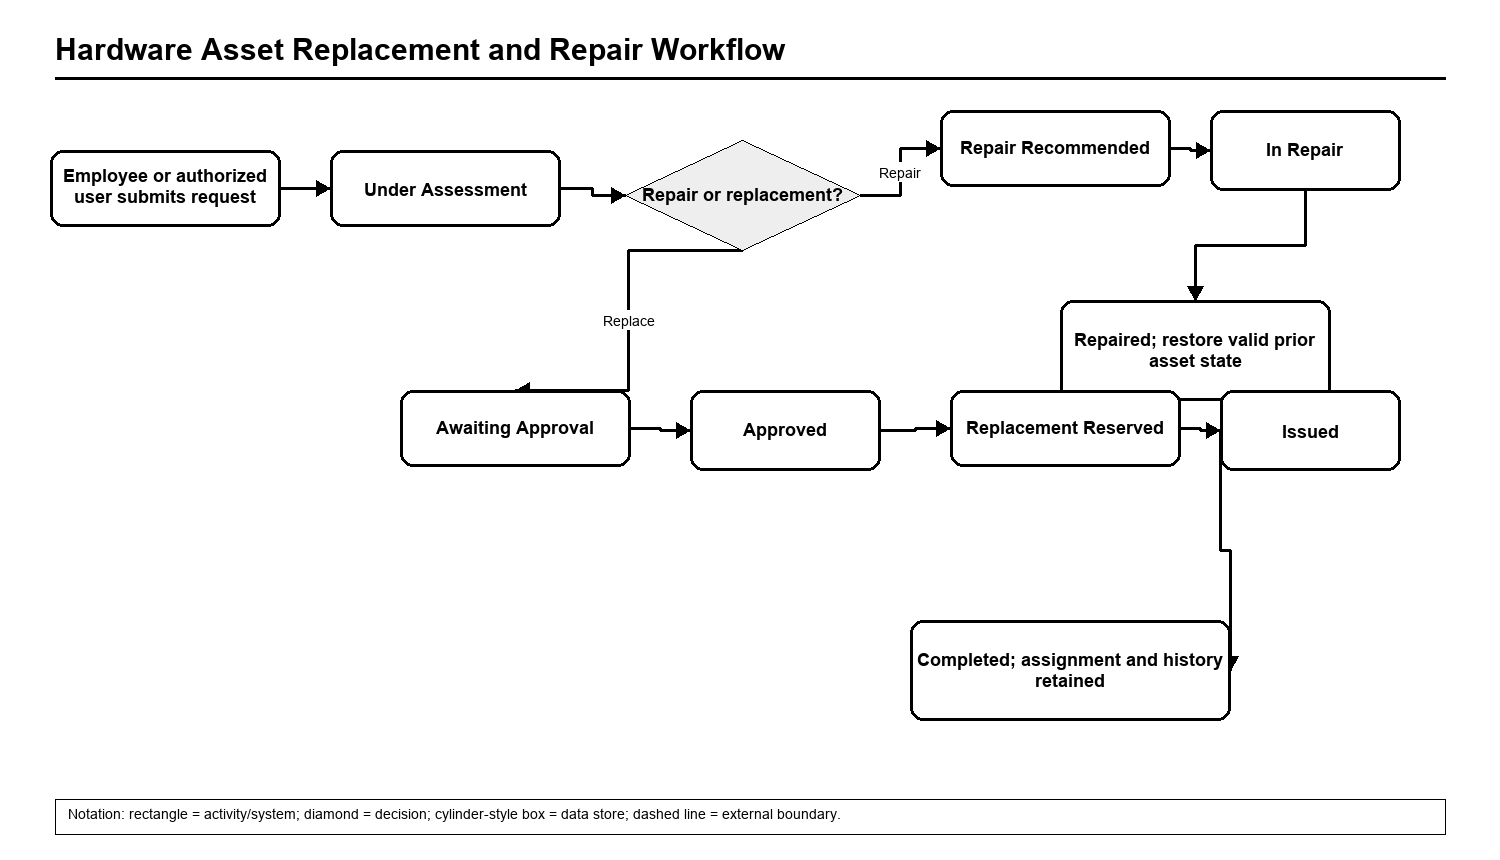 Hardware Asset Replacement and Repair Workflow
Employee or authorized
user submits request
Under Assessment
Repair or replacement?
Repair
Repair Recommended
In Repair
Replace
Repaired; restore valid prior
asset state
Awaiting Approval
Approved
Replacement Reserved
Issued
Completed; assignment and history
retained
Notation: rectangle = activity/system; diamond = decision; cylinder-style box = data store; dashed line = external boundary.